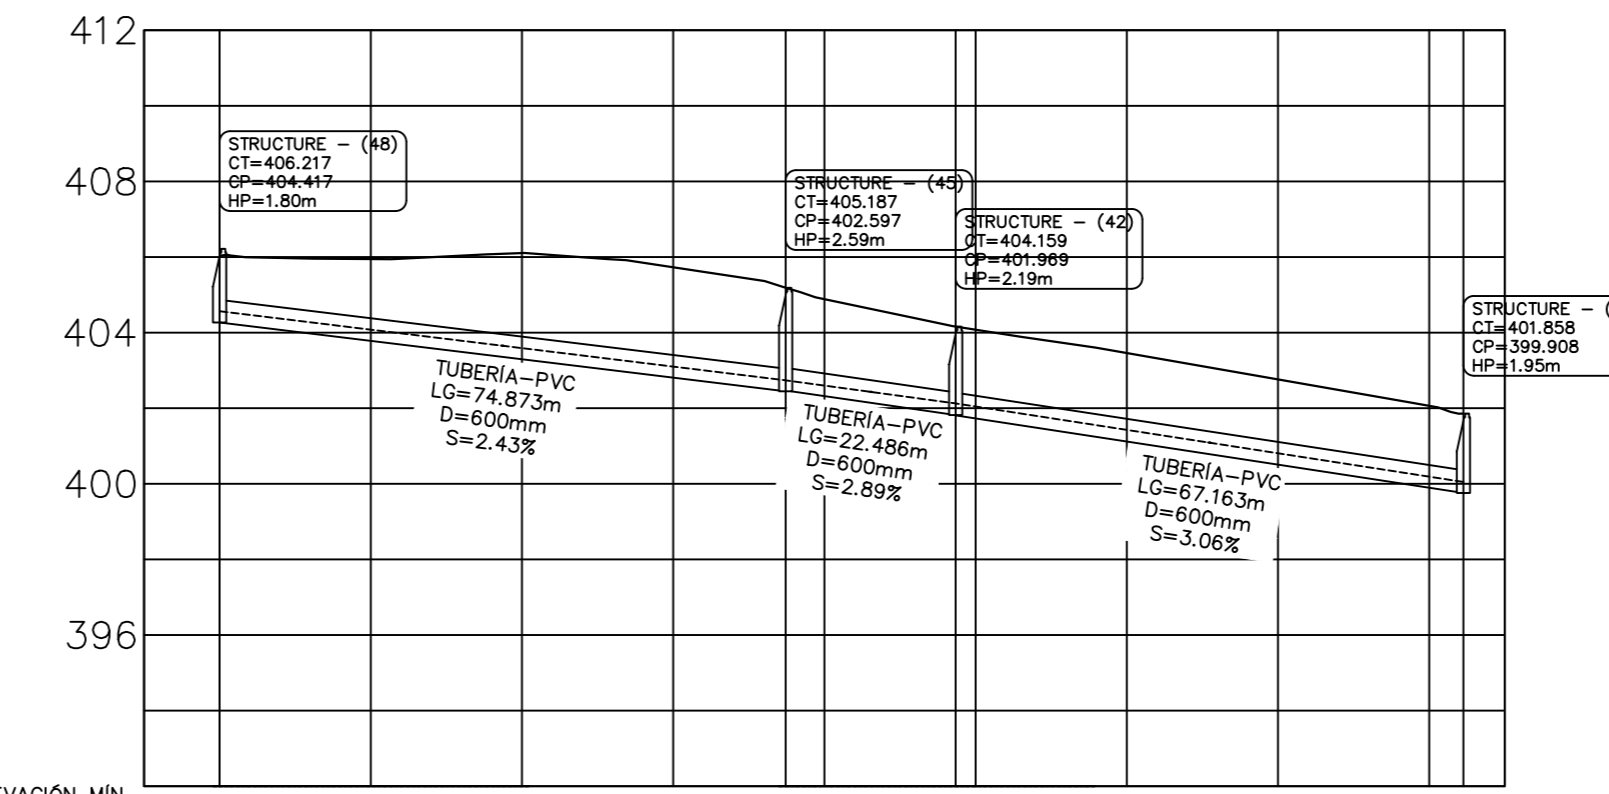 412
408
404
400
396
STRUCTURE - (48)
CT=406.217
CP=404.417
HP=1.80m
STRUCTURE - (45)
CT=405.187
CP=402.597
HP=2.59m
STRUCTURE - (42)
CT=404.159
CP=401.969
HP=2.19m
STRUCTURE - (
CT=401.858
CP=399.908
HP=1.95m
TUBERÍA-PVC
LG=74.873m
D=600mm
S=2.43%
TUBERÍA-PVC
LG=22.486m
D=600mm
S=2.89%
TUBERÍA-PVC
LG=67.163m
D=600mm
S=3.06%
MÍN